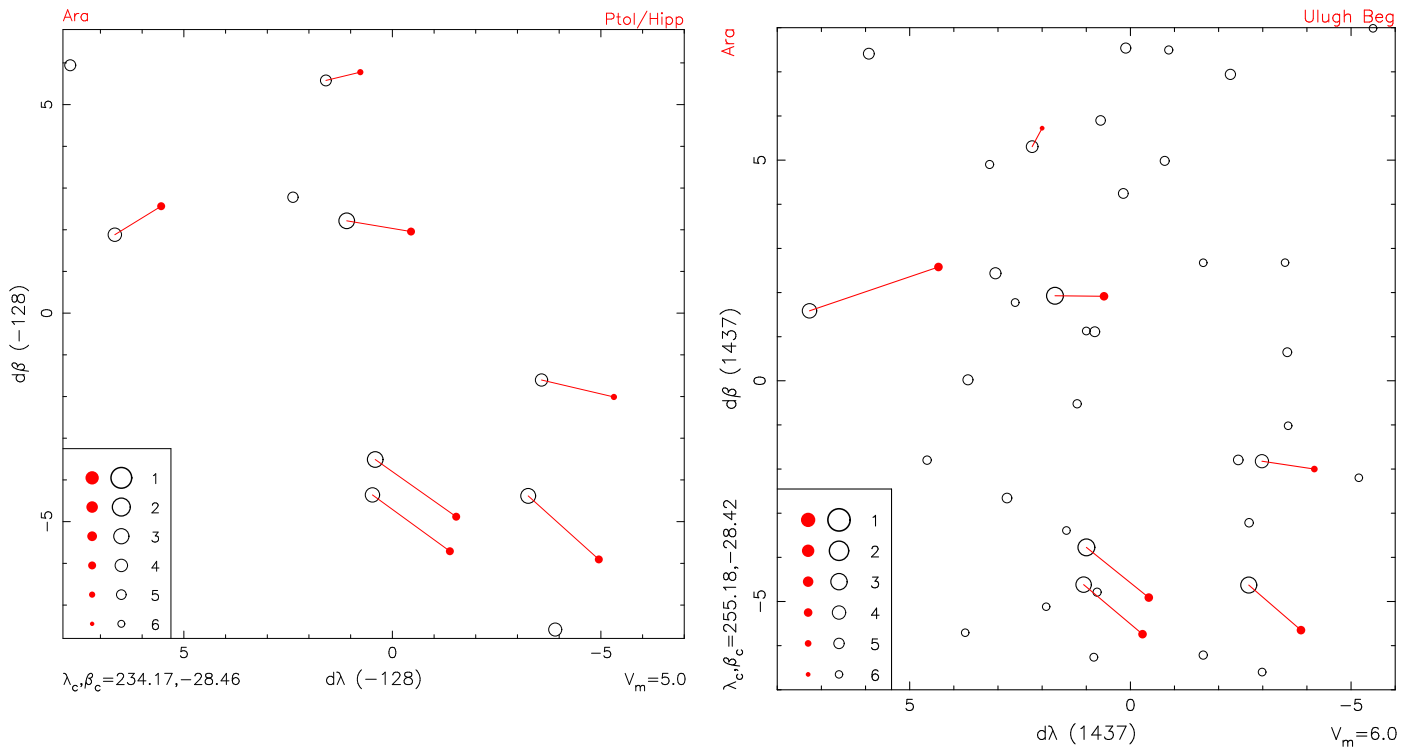 Ara
Ptol/Hipp
5
0
-5
dβ (-128)
1
2
3
4
5
6
5
0
-5
λc,βc=234.17,-28.46
dλ (-128)
Vm=5.0
Ara
Ulugh Beg
5
0
-5
dβ (1437)
1
2
3
4
5
6
λc,βc=255.18,-28.42
5
0
-5
dλ (1437)
Vm=6.0